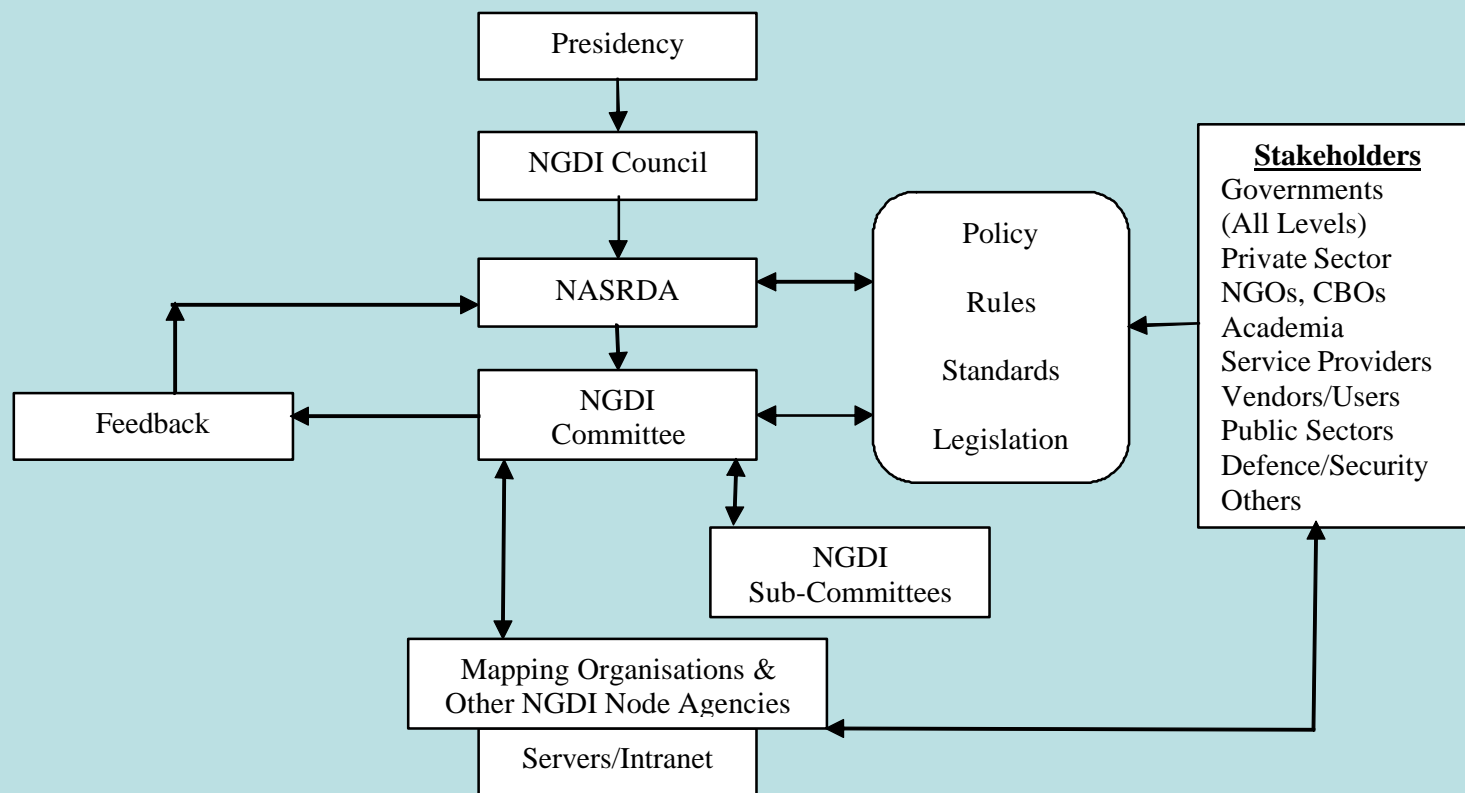 Presidency
NGDI Council
NASRDA
NGDI
Committee
Feedback
Policy
Rules
Standards
Legislation
Stakeholders
Governments
(All Levels)
Private Sector
NGOs, CBOs
Academia
Service Providers
Vendors/Users
Public Sectors
Defence/Security
Others
NGDI
Sub-Committees
Mapping Organisations &
Other NGDI Node Agencies
Servers/Intranet